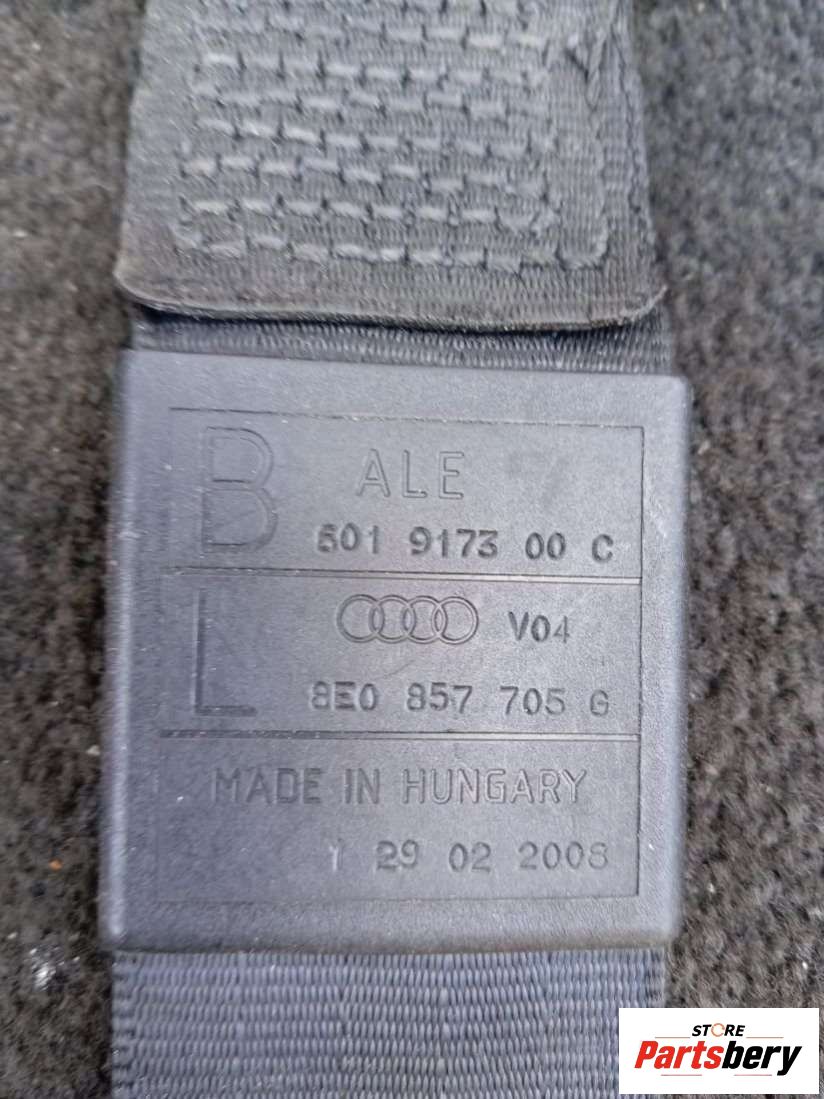 B ALE
601 9173 00 C
L V04
8E0 857 705 G
MADE IN HUNGARY
1 29 02 2008
STORE
Partsbery